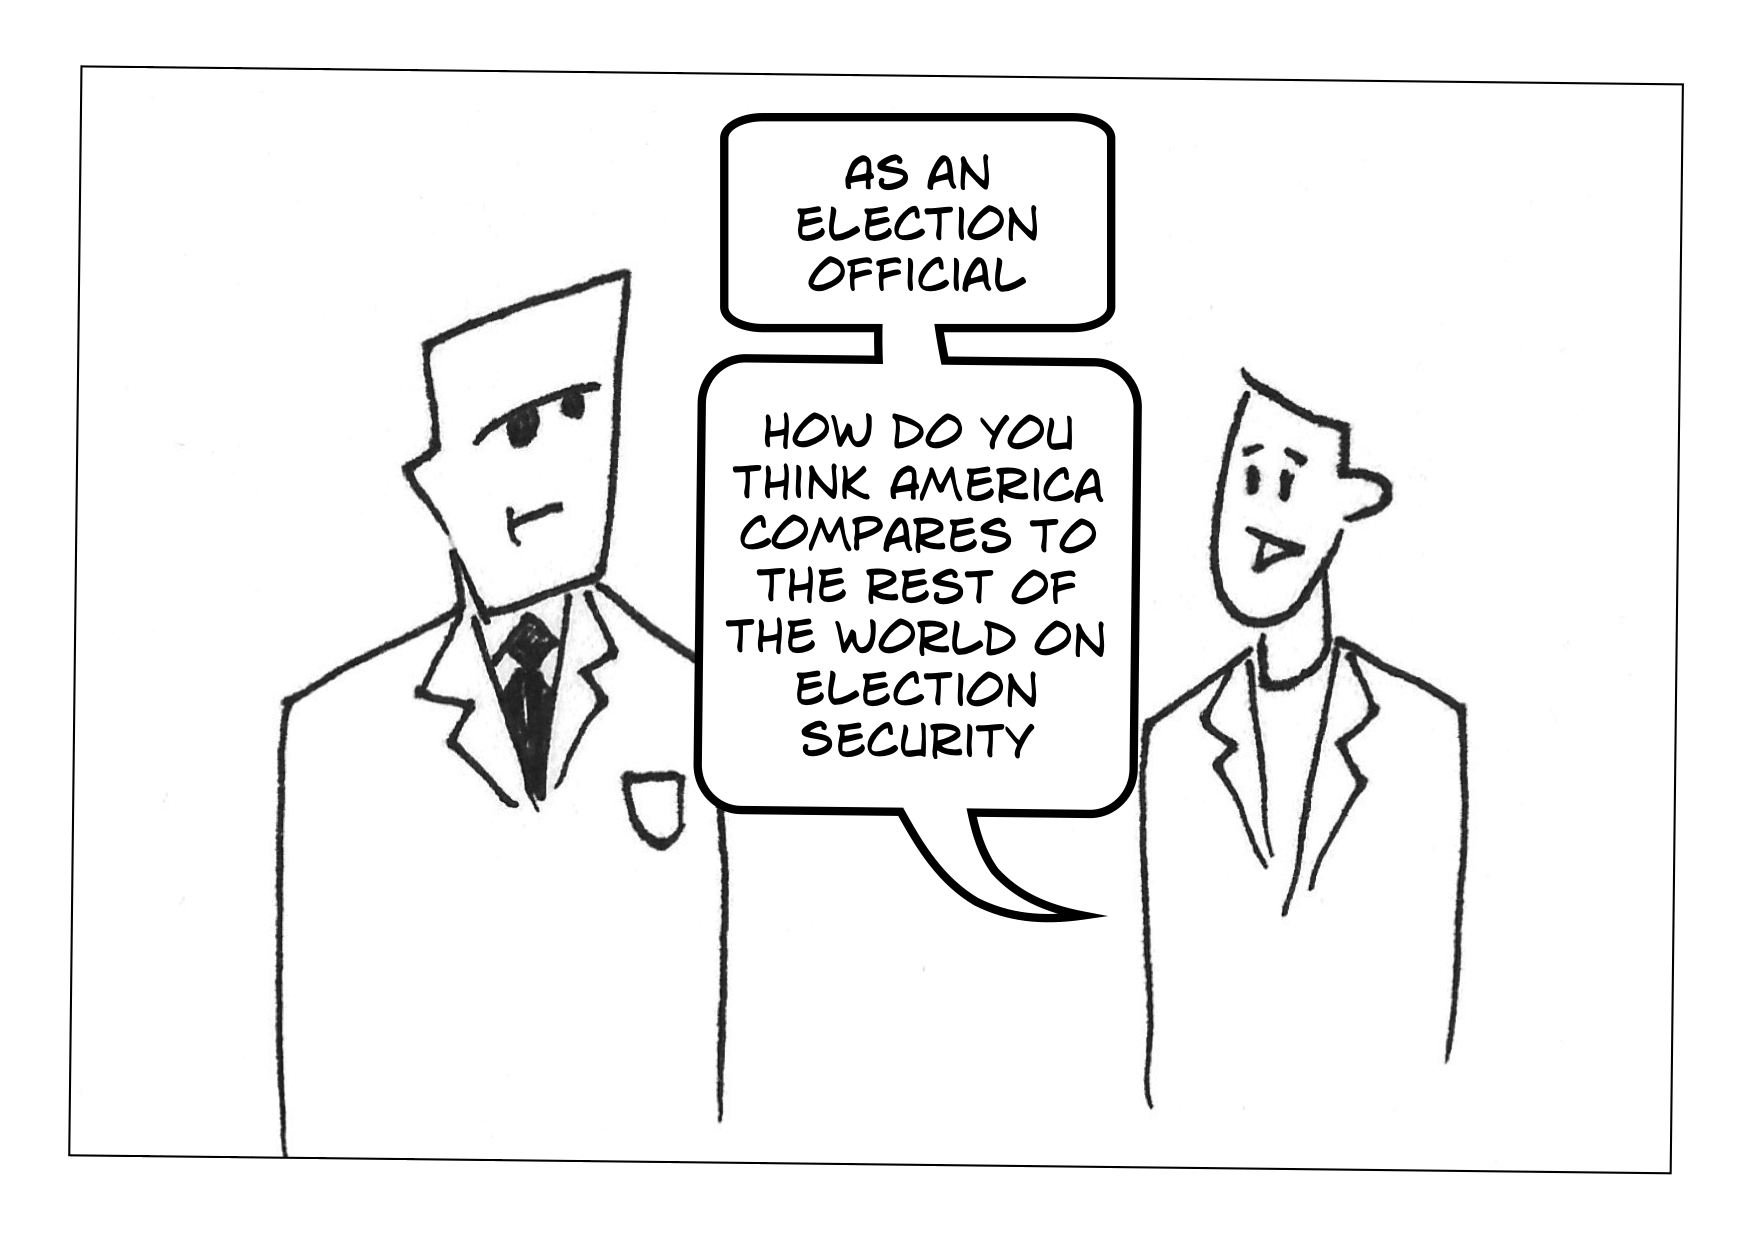 AS AN
ELECTION
OFFICIAL
HOW DO YOU
THINK AMERICA
COMPARES TO
THE REST OF
THE WORLD ON
ELECTION
SECURITY